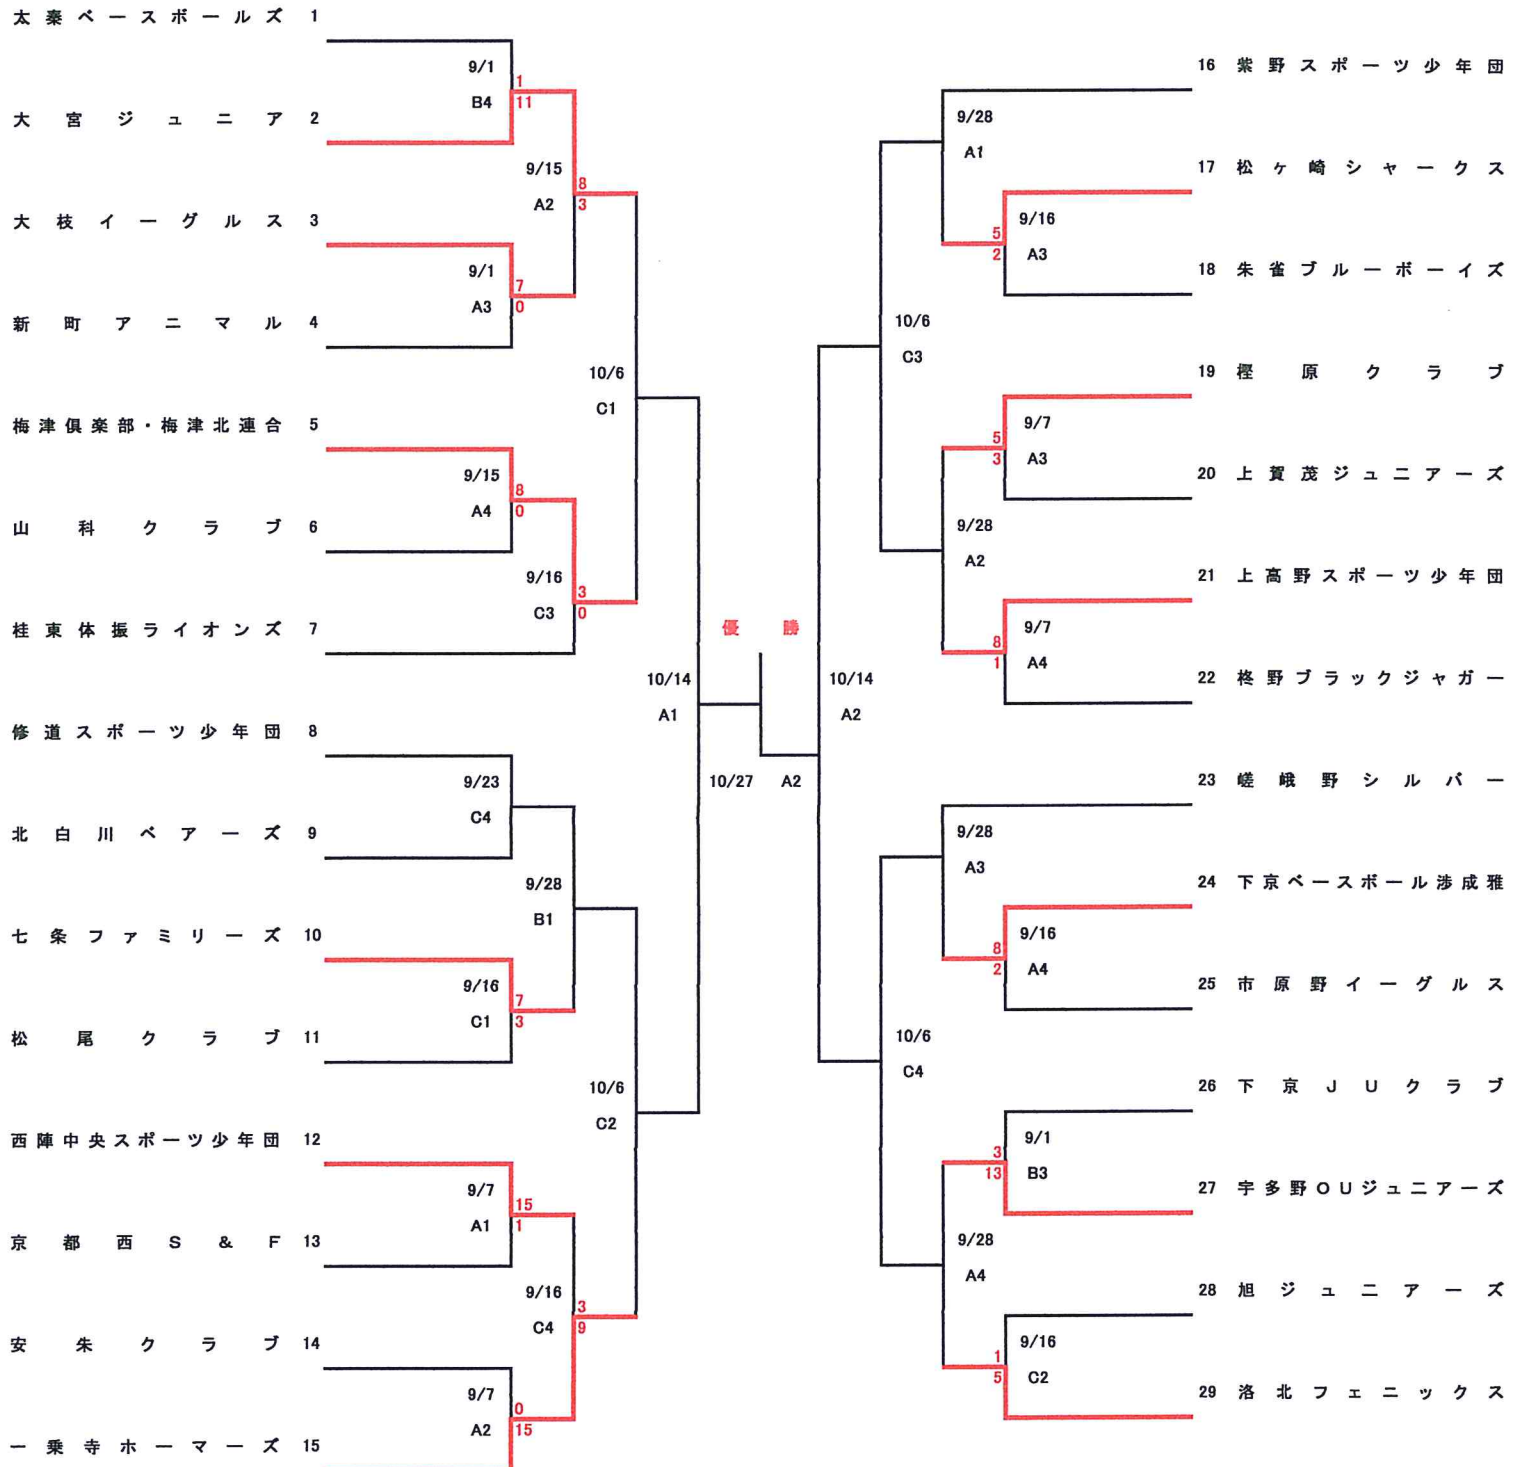 太秦ベースボールズ 1
9/1
1
大宮ジュニア 2
B4
11
9/15
8
大枝イーグルス 3
A2
3
9/1
7
A3
0
新町アニマル 4
10/6
C1
梅津倶楽部・梅津北連合 5
9/15
8
A4
0
山科クラブ 6
9/16
3
C3
0
桂東体振ライオンズ 7
10/14
A1
修道スポーツ少年団 8
9/23
C4
北白川ベアーズ 9
9/28
B1
七条ファミリーズ 10
9/16
7
C1
3
松尾クラブ 11
10/6
C2
西陣中央スポーツ少年団 12
9/7
15
A1
1
京都西S&F 13
9/16
3
C4
9
安朱クラブ 14
9/7
0
A2
15
一乗寺ホーマーズ 15
優勝
10/27 A2
16 紫野スポーツ少年団
9/28
A1
17 松ヶ崎シャークス
9/16
5
2
A3
18 朱雀ブルーボーイズ
10/6
C3
19 樫原クラブ
9/7
5
3
A3
20 上賀茂ジュニアーズ
9/28
A2
21 上高野スポーツ少年団
9/7
8
1
A4
22 柊野ブラックジャガー
10/14
A2
23 嵯峨野シルバー
9/28
A3
24 下京ベースボール渉成雅
9/16
8
2
A4
25 市原野イーグルス
10/6
C4
26 下京JUクラブ
9/1
3
13
B3
27 宇多野OUジュニアーズ
9/28
A4
28 旭ジュニアーズ
9/16
1
5
C2
29 洛北フェニックス